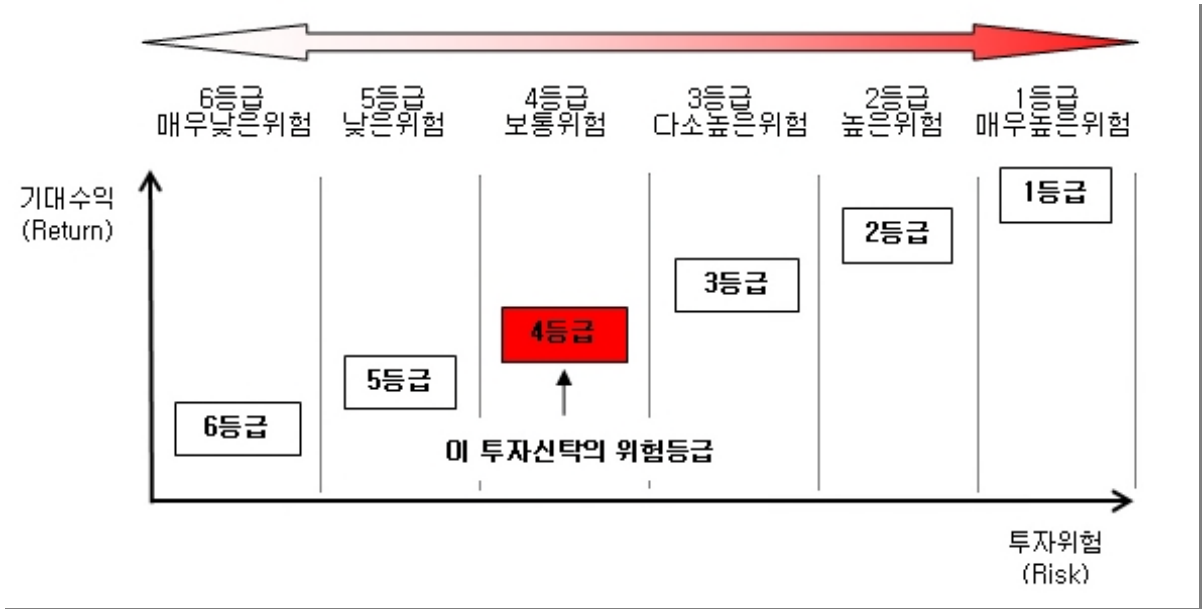 6등급
매우낮은위험
5등급
낮은위험
4등급
보통위험
3등급
다소높은위험
2등급
높은위험
1등급
매우높은위험
기대수익
(Return)
1등급
2등급
3등급
4등급
5등급
6등급
이 투자신탁의 위험등급
투자위험
(Risk)